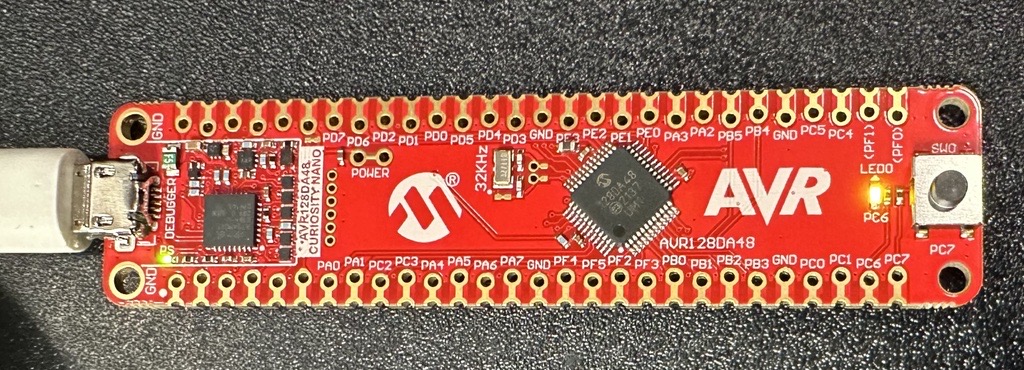 GND
PD7
PD6
PD2
PD1
PD0
PD5
PD4
PD3
GND
PF3
PE2
PE1
PE0
PA3
PA2
PB5
PB4
GND
PC5
PC4
(PF1)
(PF0)
DEBUGGER
AVR128DA48
CURIOSITY NANO
POWER
®
32KHz
AVR
AVR128DA48
SW0
LED0
PC6
PC7
PS
GND
PA0
PA1
PC2
PC3
PA4
PA5
PA6
PA7
GND
PF4
PF5
PF2
PF3
PB0
PB1
PB2
PB3
GND
PC0
PC1
PC6
PC7